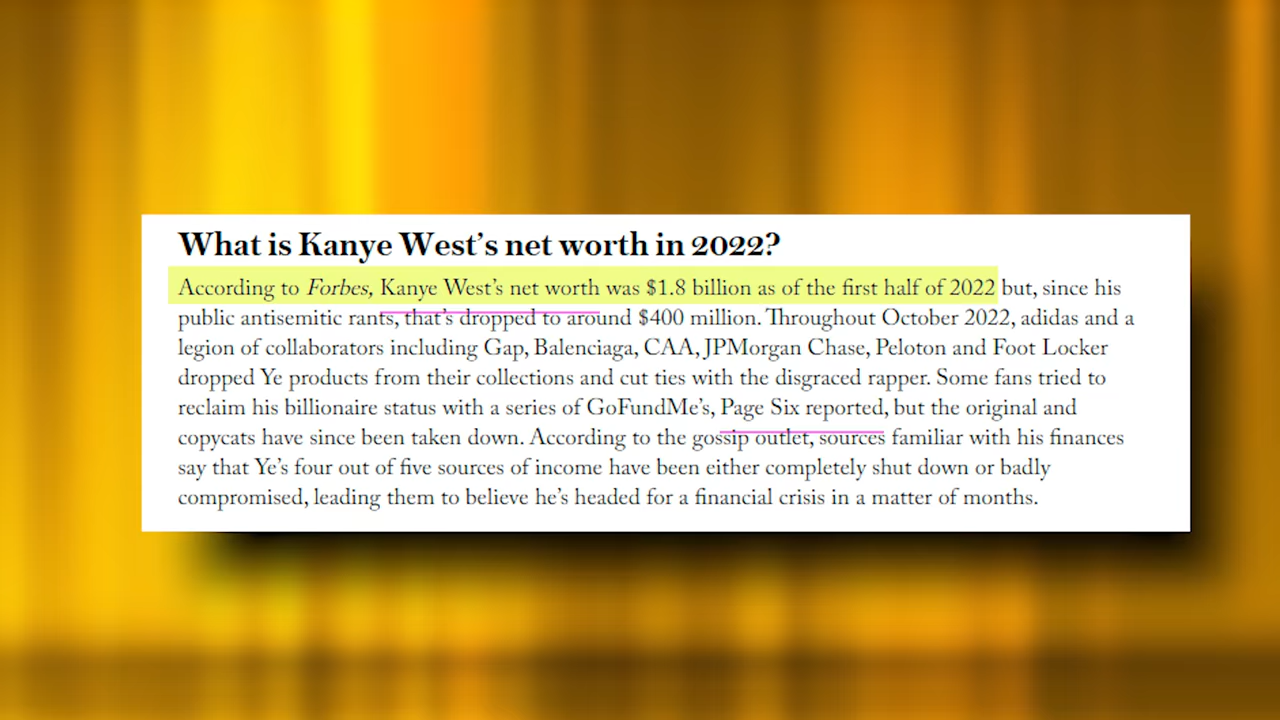 What is Kanye West’s net worth in 2022?
According to Forbes, Kanye West’s net worth was $1.8 billion as of the first half of 2022 but, since his
public antisemitic rants, that’s dropped to around $400 million. Throughout October 2022, adidas and a
legion of collaborators including Gap, Balenciaga, CAA, JPMorgan Chase, Peloton and Foot Locker
dropped Ye products from their collections and cut ties with the disgraced rapper. Some fans tried to
reclaim his billionaire status with a series of GoFundMe’s, Page Six reported, but the original and
copycats have since been taken down. According to the gossip outlet, sources familiar with his finances
say that Ye’s four out of five sources of income have been either completely shut down or badly
compromised, leading them to believe he’s headed for a financial crisis in a matter of months.